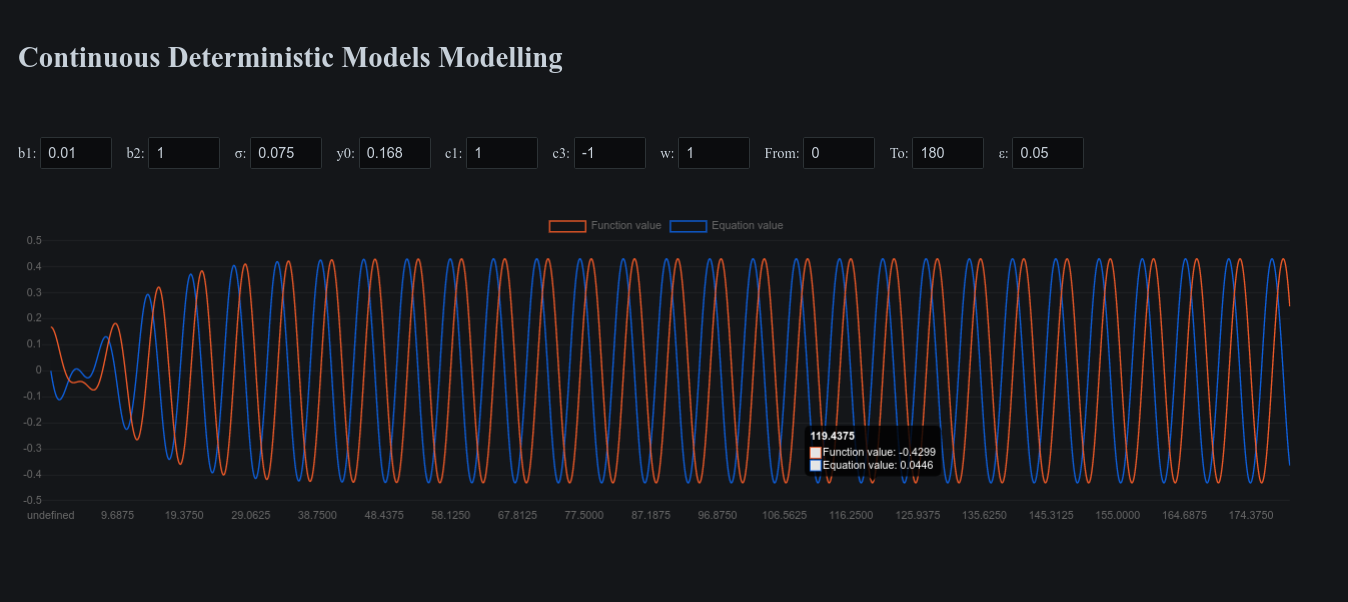 Continuous Deterministic Models Modelling
b1: 0.01 b2: 1 σ: 0.075 y0: 0.168 c1: 1 c3: -1 w: 1 From: 0 To: 180 ε: 0.05
Function value Equation value
0.5
0.4
0.3
0.2
0.1
0
-0.1
-0.2
-0.3
-0.4
-0.5
119.4375
Function value: -0.4299
Equation value: 0.0446
undefined 9.6875 19.3750 29.0625 38.7500 48.4375 58.1250 67.8125 77.5000 87.1875 96.8750 106.5625 116.2500 125.9375 135.6250 145.3125 155.0000 164.6875 174.3750